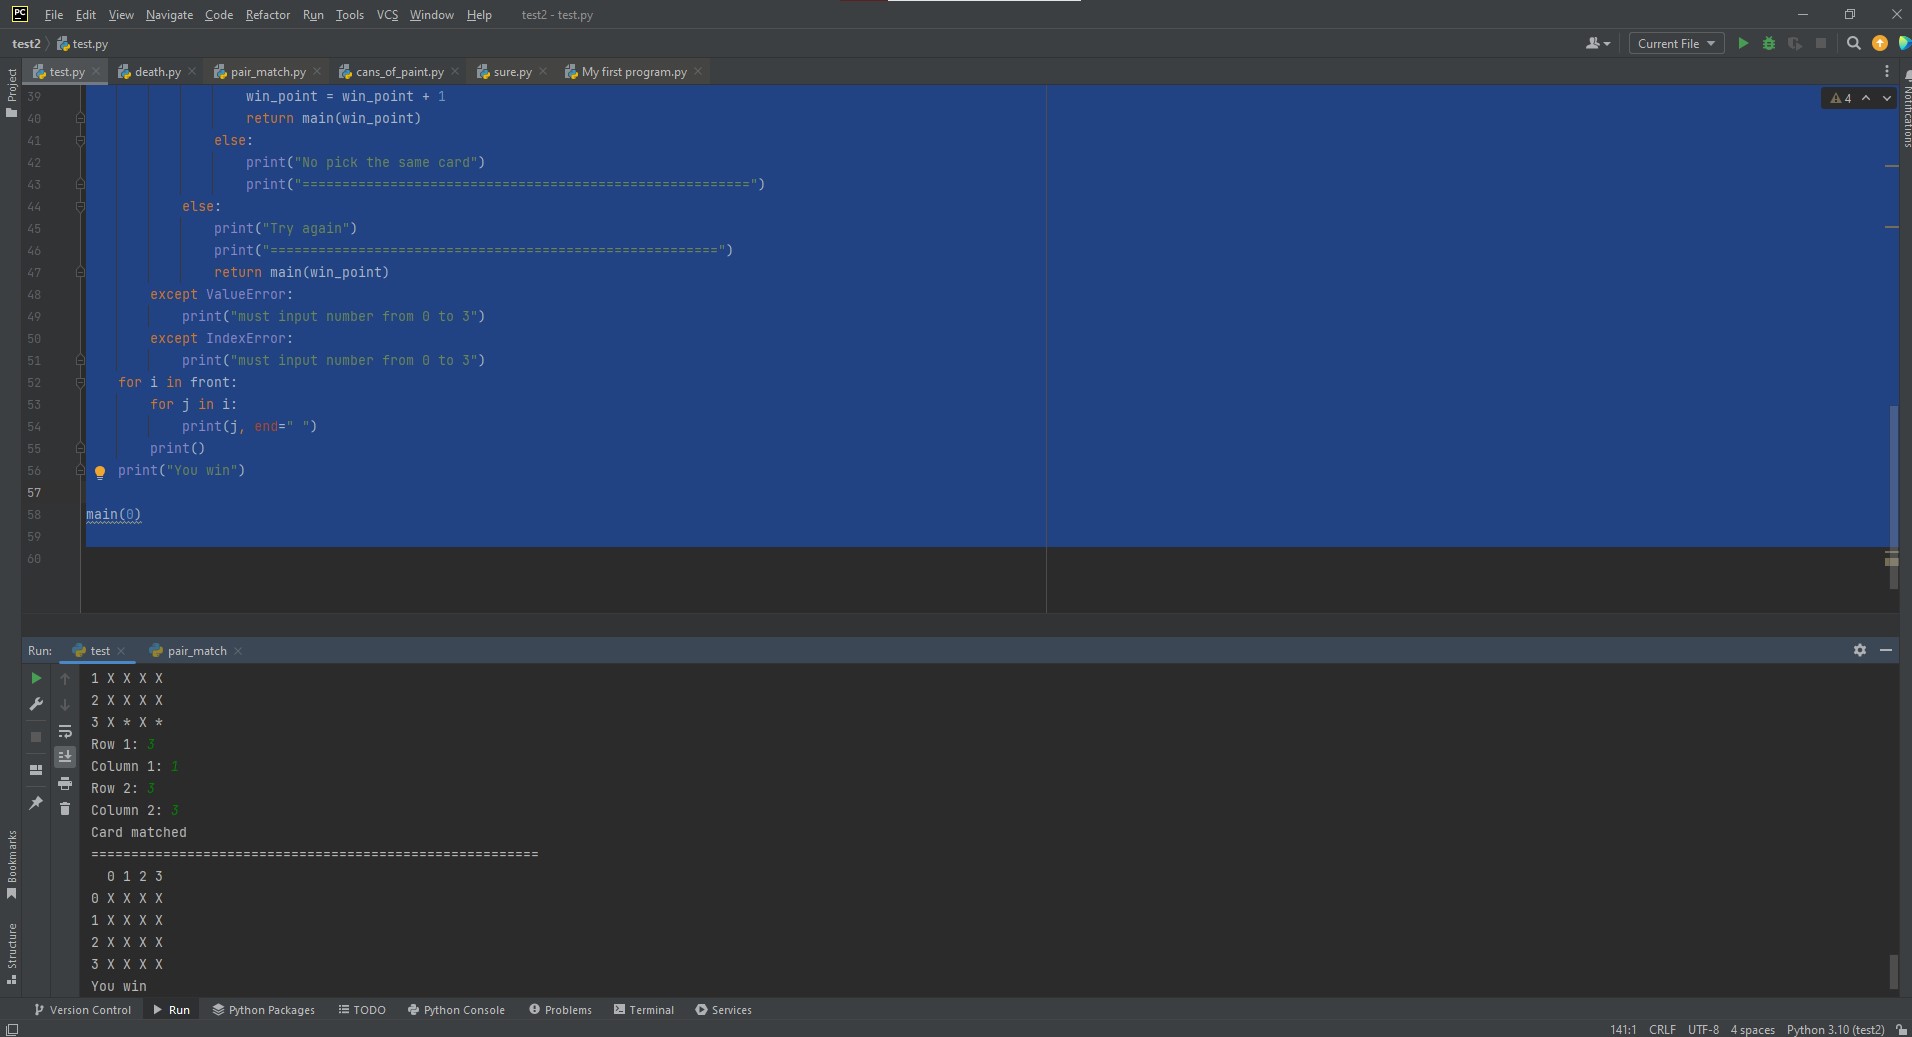 File Edit View Navigate Code Refactor Run Tools VCS Window Help test2 - test.py
test2 test.py Current File
test.py death.py pair_match.py cans_of_paint.py sure.py My first program.py
Project
Notifications
4
39 win_point = win_point + 1
40 return main(win_point)
41 else:
42 print("No pick the same card")
43 print("========================================================")
44 else:
45 print("Try again")
46 print("========================================================")
47 return main(win_point)
48 except ValueError:
49 print("must input number from 0 to 3")
50 except IndexError:
51 print("must input number from 0 to 3")
52 for i in front:
53 for j in i:
54 print(j, end=" ")
55 print()
56 print("You win")
57
58 main(0)
59
60
Run: test pair_match
1 X X X X
2 X X X X
3 X * X *
Row 1: 3
Column 1: 1
Row 2: 3
Column 2: 3
Card matched
========================================================
0 1 2 3
0 X X X X
1 X X X X
2 X X X X
3 X X X X
You win
Bookmarks
Structure
Version Control Run Python Packages TODO Python Console Problems Terminal Services
141:1 CRLF UTF-8 4 spaces Python 3.10 (test2)